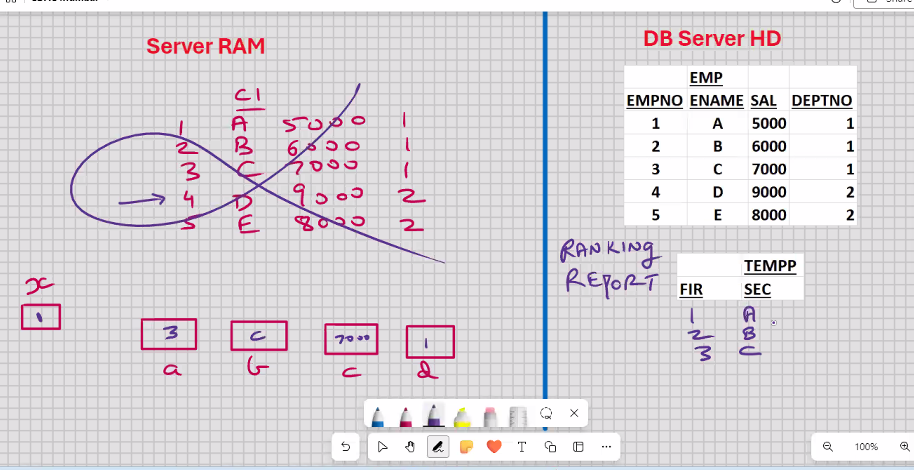 Server RAM
C1
1 A 5000 1
2 B 6000 1
3 C 7000 1
4 D 9000 2
5 E 8000 2
x
1
3 C 7000 1
a b c d
DB Server HD
EMP
EMPNO ENAME SAL DEPTNO
1 A 5000 1
2 B 6000 1
3 C 7000 1
4 D 9000 2
5 E 8000 2
RANKING
REPORT
TEMPP
FIR SEC
1 A
2 B
3 C
100%